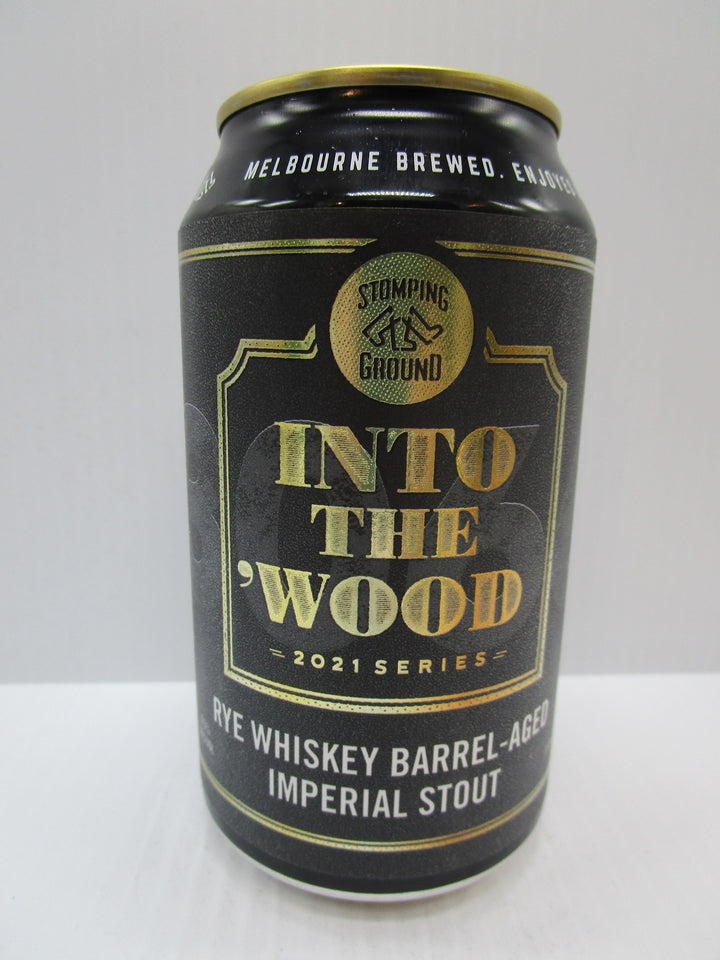 MELBOURNE BREWED. ENJOYED
STOMPING
GROUND
INTO
THE
'WOOD
2021 SERIES
RYE WHISKEY BARREL-AGED
IMPERIAL STOUT